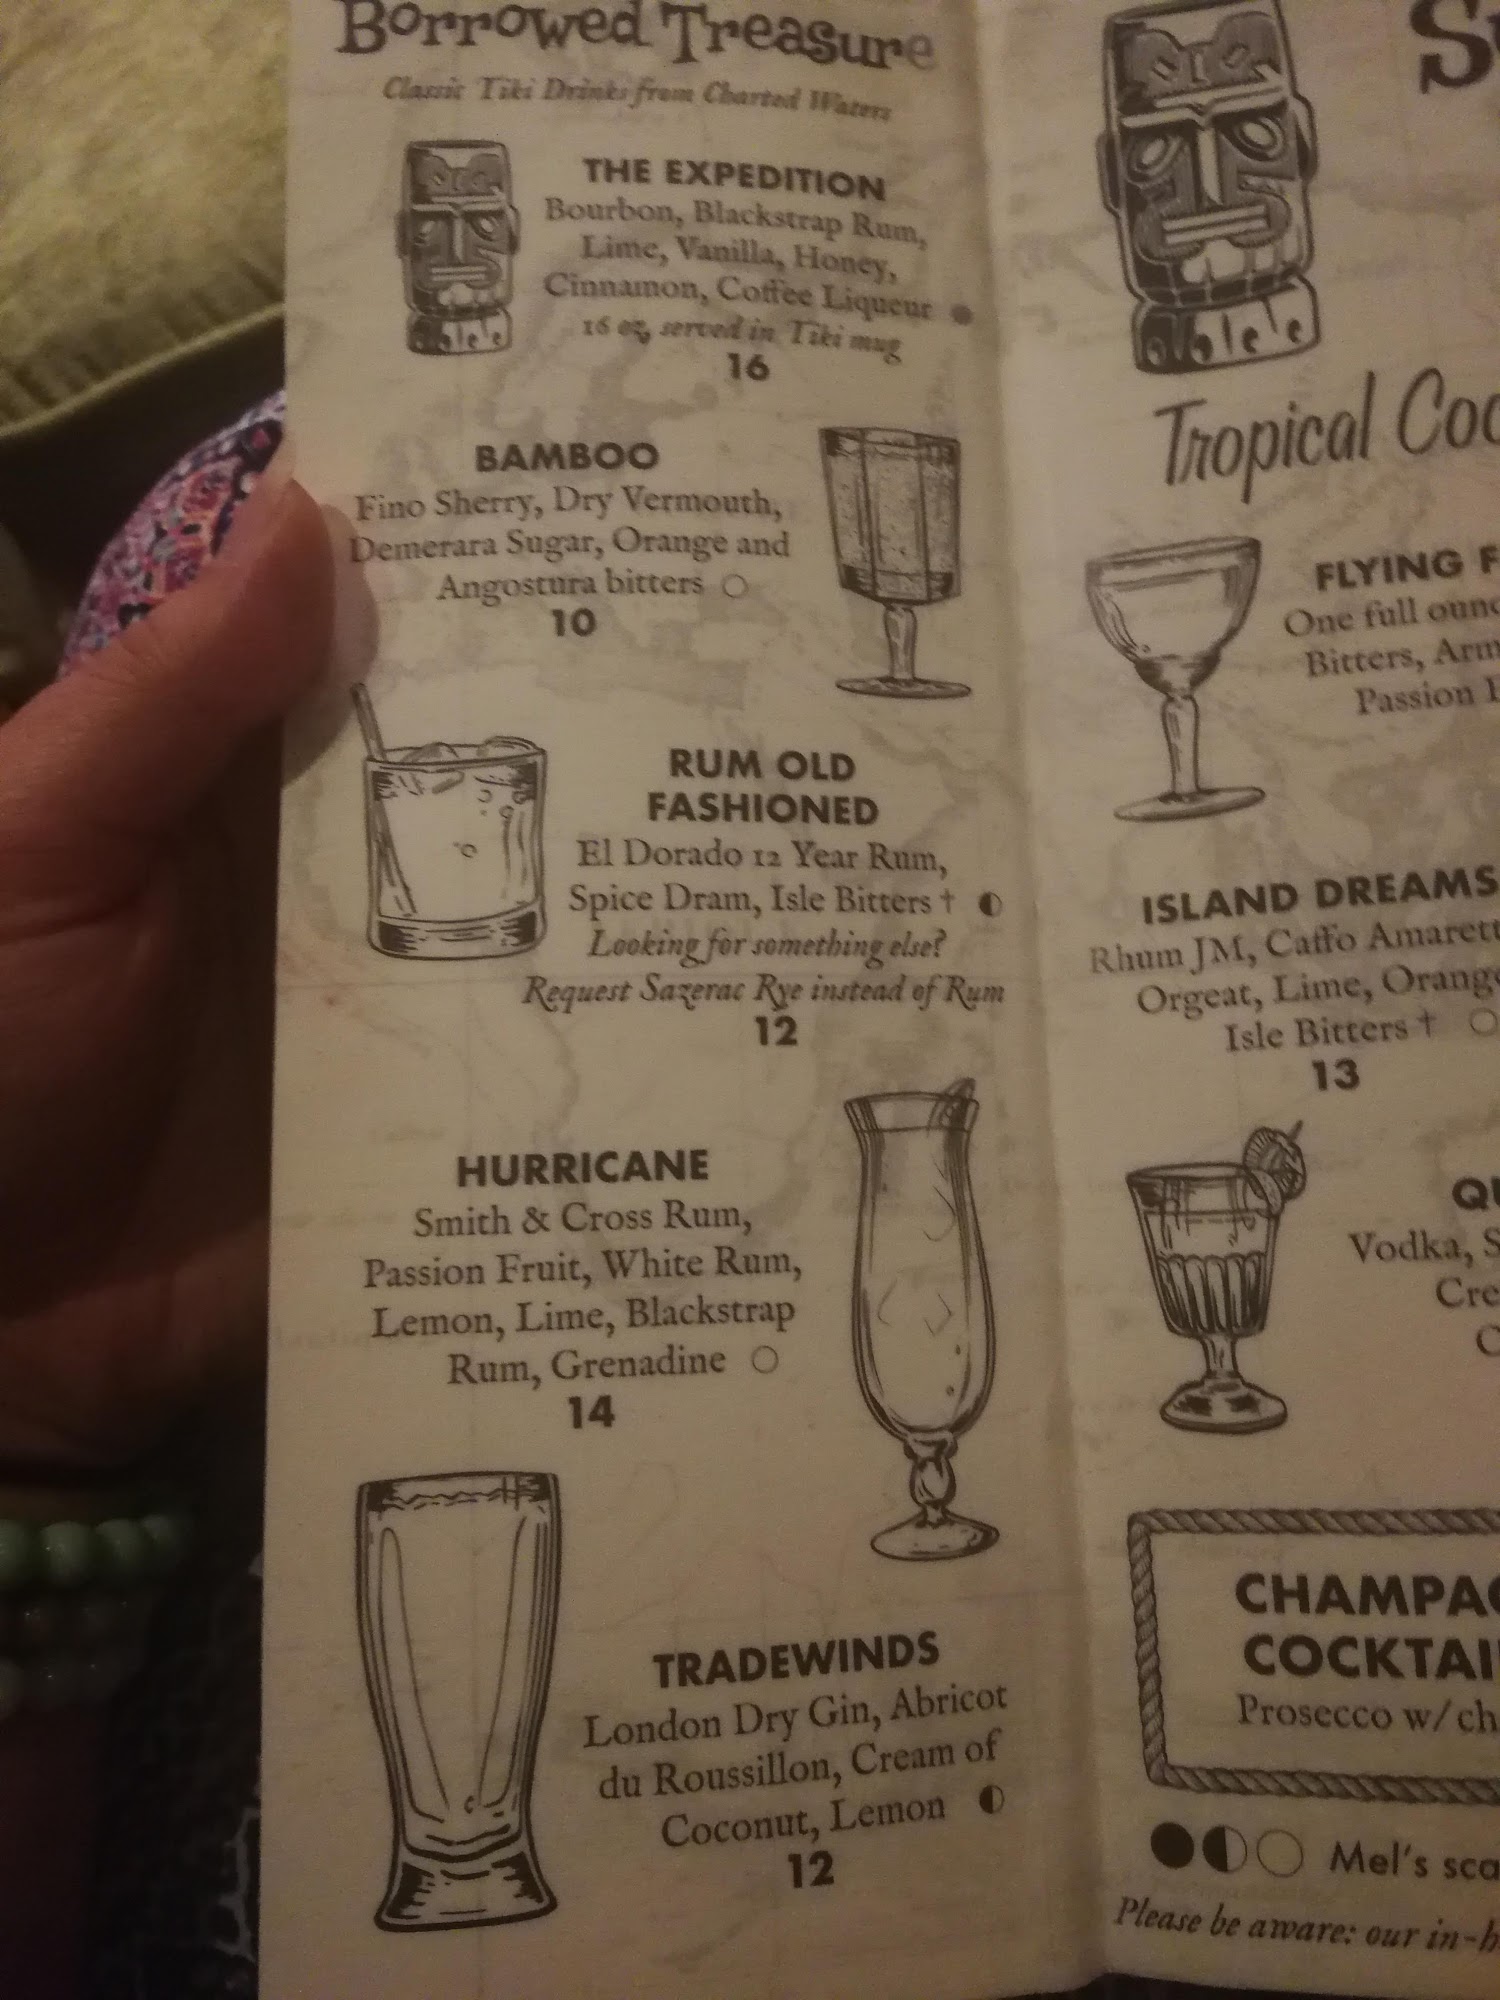 Borrowed Treasure
Classic Tiki Drinks from Charted Waters
THE EXPEDITION
Bourbon, Blackstrap Rum,
Lime, Vanilla, Honey,
Cinnamon, Coffee Liqueur ●
16 oz, served in Tiki mug
16
BAMBOO
Fino Sherry, Dry Vermouth,
Demerara Sugar, Orange and
Angostura bitters ○
10
RUM OLD
FASHIONED
El Dorado 12 Year Rum,
Spice Dram, Isle Bitters † ◐
Looking for something else?
Request Sazerac Rye instead of Rum
12
HURRICANE
Smith & Cross Rum,
Passion Fruit, White Rum,
Lemon, Lime, Blackstrap
Rum, Grenadine ○
14
TRADEWINDS
London Dry Gin, Abricot
du Roussillon, Cream of
Coconut, Lemon ◐
12
Tropical
FLYING
One full
Bitters,
Passion
ISLAND DREAMS
Rhum JM, Caffo
Orgeat, Lime,
Isle Bitters † ○
13
Vodka,
CHAMPAG
COCKTAI
Prosecco w/
●◐○ Mel's
Please be aware: our